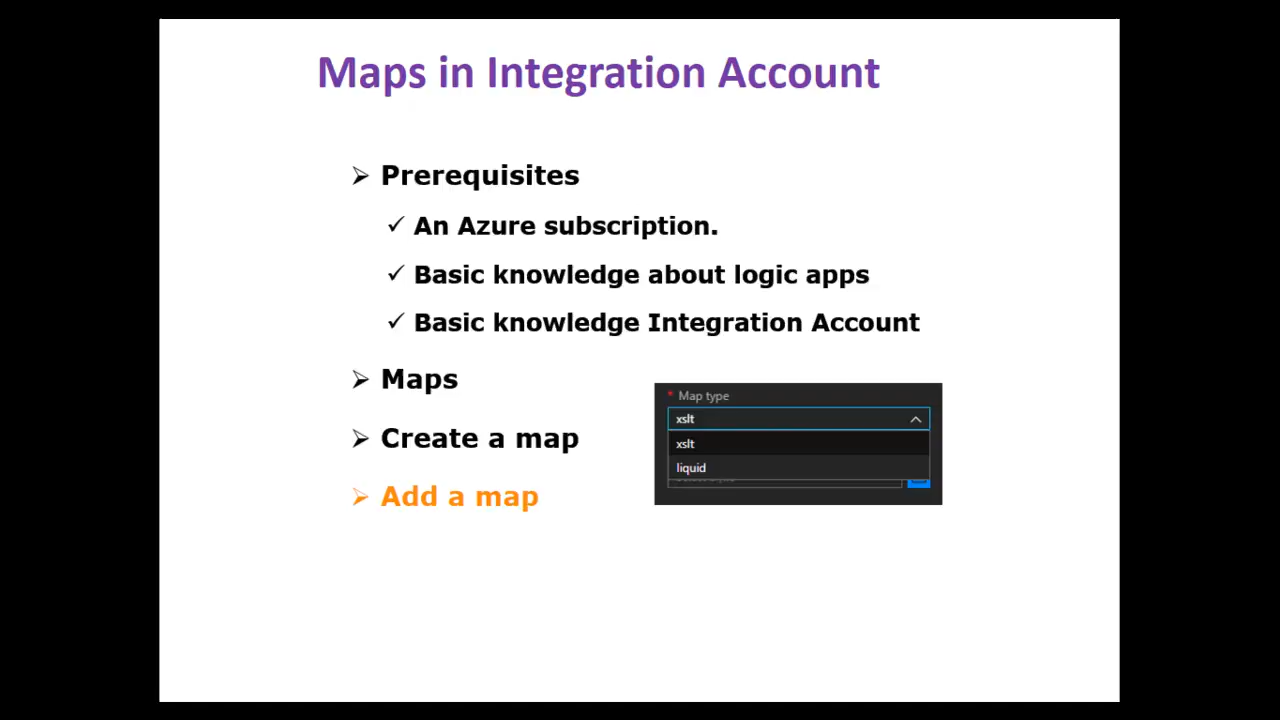 Maps in Integration Account
Prerequisites
An Azure subscription.
Basic knowledge about logic apps
Basic knowledge Integration Account
Maps
* Map type
xslt
xslt
liquid
Create a map
Add a map